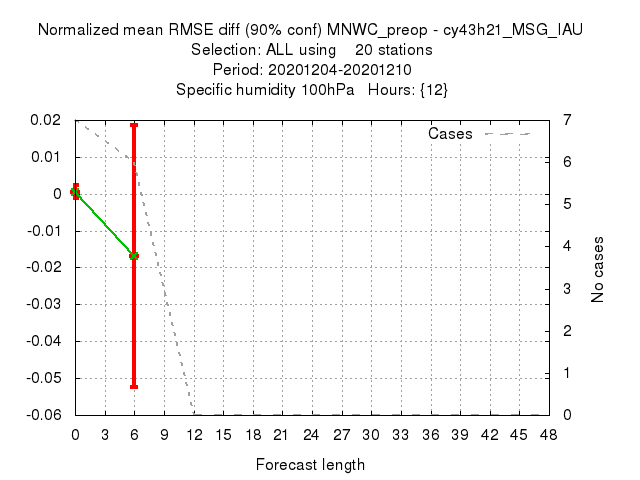 Normalized mean RMSE diff (90% conf) MNWC_preop - cy43h21_MSG_IAU
Selection: ALL using    20 stations
Period: 20201204-20201210
Specific humidity 100hPa   Hours: {12}
Cases
0.02
0.01
0
-0.01
-0.02
-0.03
-0.04
-0.05
-0.06
7
6
5
4
3
2
1
0
No cases
0 3 6 9 12 15 18 21 24 27 30 33 36 39 42 45 48
Forecast length